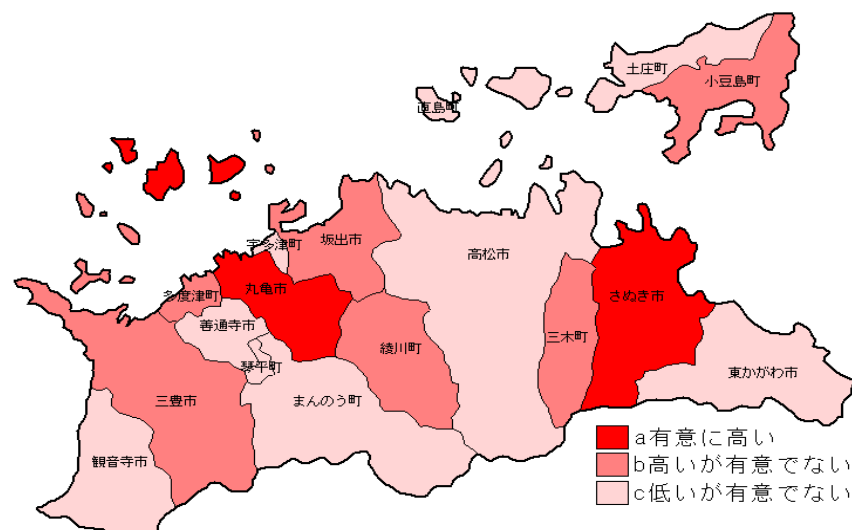 土庄町
小豆島町
直島町
宇多津町
坂出市
高松市
丸亀市
多度津町
さぬき市
善通寺市
三木町
綾川町
琴平町
東かがわ市
三豊市
まんのう町
観音寺市
a有意に高い
b高いが有意でない
c低いが有意でない